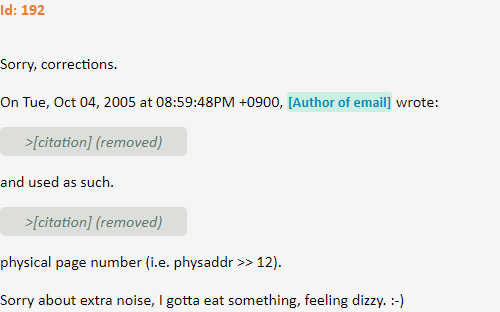 Id: 192
Sorry, corrections.
On Tue, Oct 04, 2005 at 08:59:48PM +0900, [Author of email] wrote:
>[citation] (removed)
and used as such.
>[citation] (removed)
physical page number (i.e. physaddr >> 12).
Sorry about extra noise, I gotta eat something, feeling dizzy. :-)